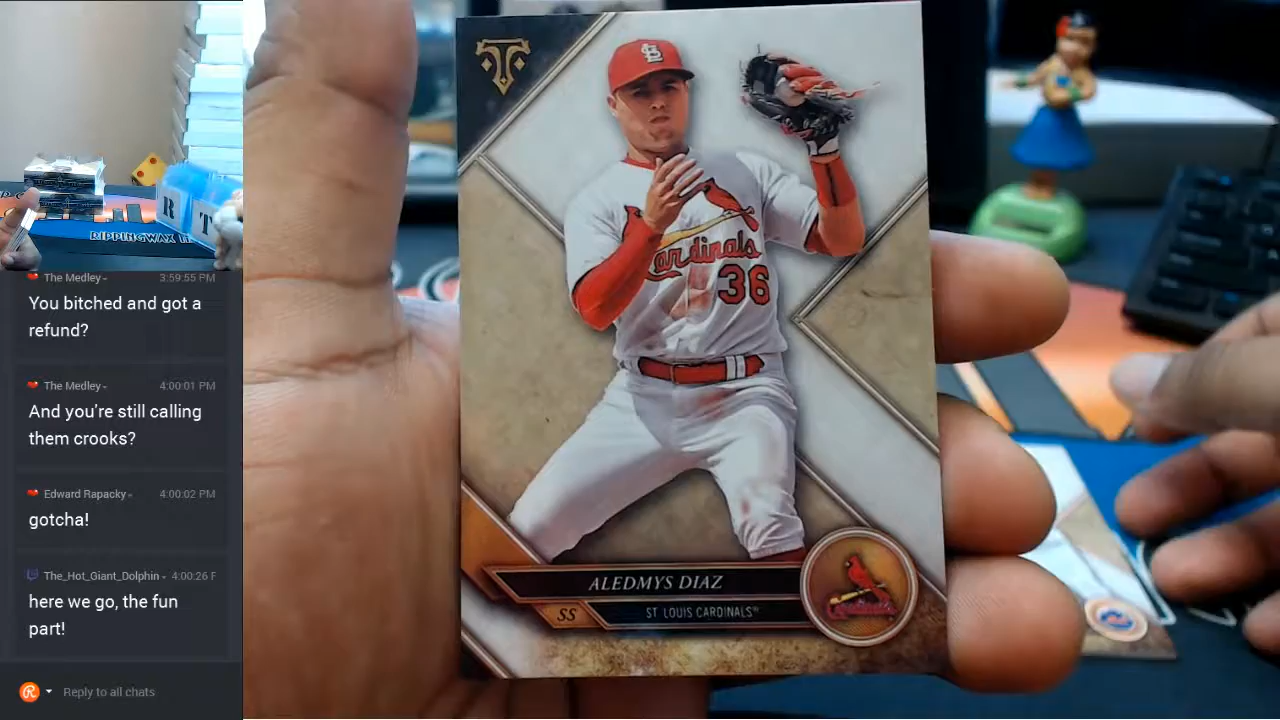 R
T
RIPPINGWAX
The Medley
3:59:55 PM
You bitched and got a
refund?
The Medley
4:00:01 PM
And you're still calling
them crooks?
Edward Rapacky
4:00:02 PM
gotcha!
The_Hot_Giant_Dolphin
4:00:26 P
here we go, the fun
part!
Reply to all chats
T
STL
Cardinals
36
ALEDMYS DIAZ
SS
ST LOUIS CARDINALS®
Cardinals